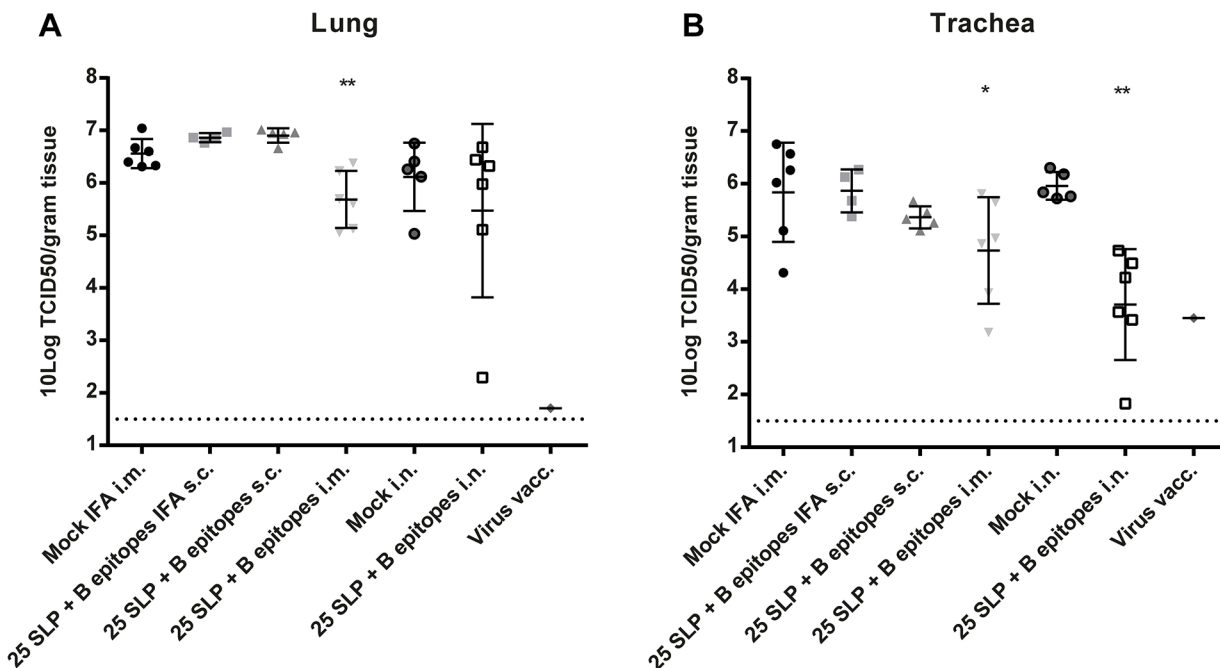 A
Lung
10Log TCID50/gram tissue
8
7
6
5
4
3
2
1
**
Mock IFA i.m.
25 SLP + B epitopes IFA s.c.
25 SLP + B epitopes s.c.
25 SLP + B epitopes i.m.
Mock i.n.
25 SLP + B epitopes i.n.
Virus vacc.
B
Trachea
10Log TCID50/gram tissue
8
7
6
5
4
3
2
1
*
**
Mock IFA i.m.
25 SLP + B epitopes IFA s.c.
25 SLP + B epitopes s.c.
25 SLP + B epitopes i.m.
Mock i.n.
25 SLP + B epitopes i.n.
Virus vacc.